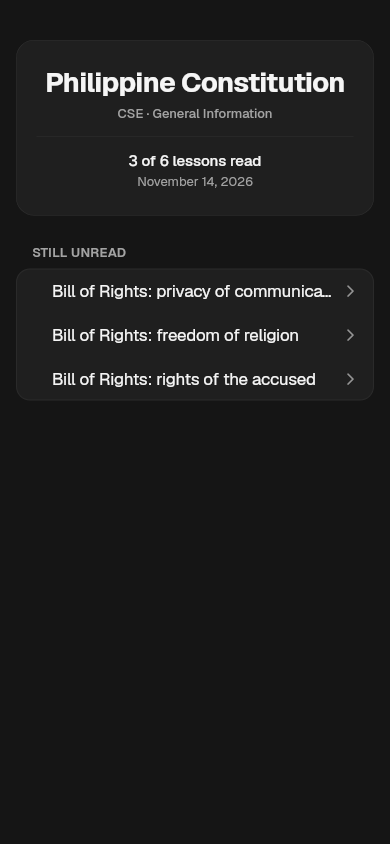 Philippine Constitution
CSE · General Information
3 of 6 lessons read
November 14, 2026
STILL UNREAD
Bill of Rights: privacy of communica...
Bill of Rights: freedom of religion
Bill of Rights: rights of the accused